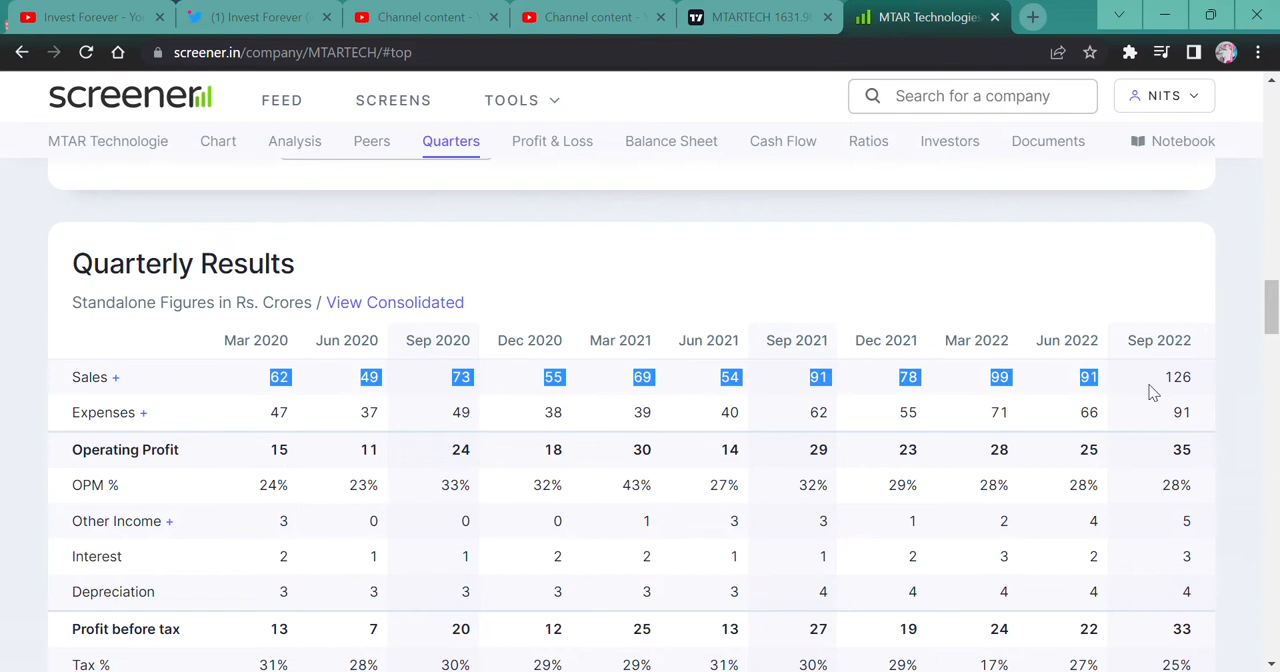 Invest Forever - Yo
(1) Invest Forever (
Channel content -
Channel content -
MTARTECH 1631.9
MTAR Technologies
screener.in/company/MTARTECH/#top
screener
FEED
SCREENS
TOOLS
Search for a company
NITS
MTAR Technologie Chart Analysis Peers Quarters Profit & Loss Balance Sheet Cash Flow Ratios Investors Documents Notebook
Quarterly Results
Standalone Figures in Rs. Crores / View Consolidated
Mar 2020 Jun 2020 Sep 2020 Dec 2020 Mar 2021 Jun 2021 Sep 2021 Dec 2021 Mar 2022 Jun 2022 Sep 2022
Sales + 62 49 73 55 69 54 91 78 99 91 126
Expenses + 47 37 49 38 39 40 62 55 71 66 91
Operating Profit 15 11 24 18 30 14 29 23 28 25 35
OPM % 24% 23% 33% 32% 43% 27% 32% 29% 28% 28% 28%
Other Income + 3 0 0 0 1 3 3 1 2 4 5
Interest 2 1 1 2 2 1 1 2 3 2 3
Depreciation 3 3 3 3 3 3 4 4 4 4 4
Profit before tax 13 7 20 12 25 13 27 19 24 22 33
Tax % 31% 28% 30% 29% 29% 31% 30% 29% 17% 27% 25%